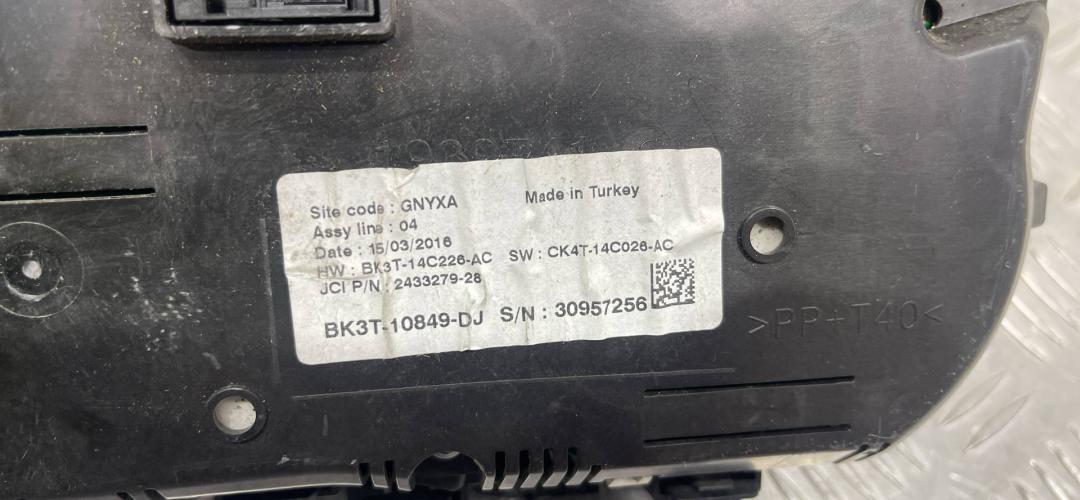 Site code : GNYXA
Made in Turkey
Assy line : 04
Date : 15/03/2016
HW : BK3T-14C226-AC SW : CK4T-14C026-AC
JCI P/N : 2433279-28
BK3T-10849-DJ S/N : 30957256
>PP+T40<